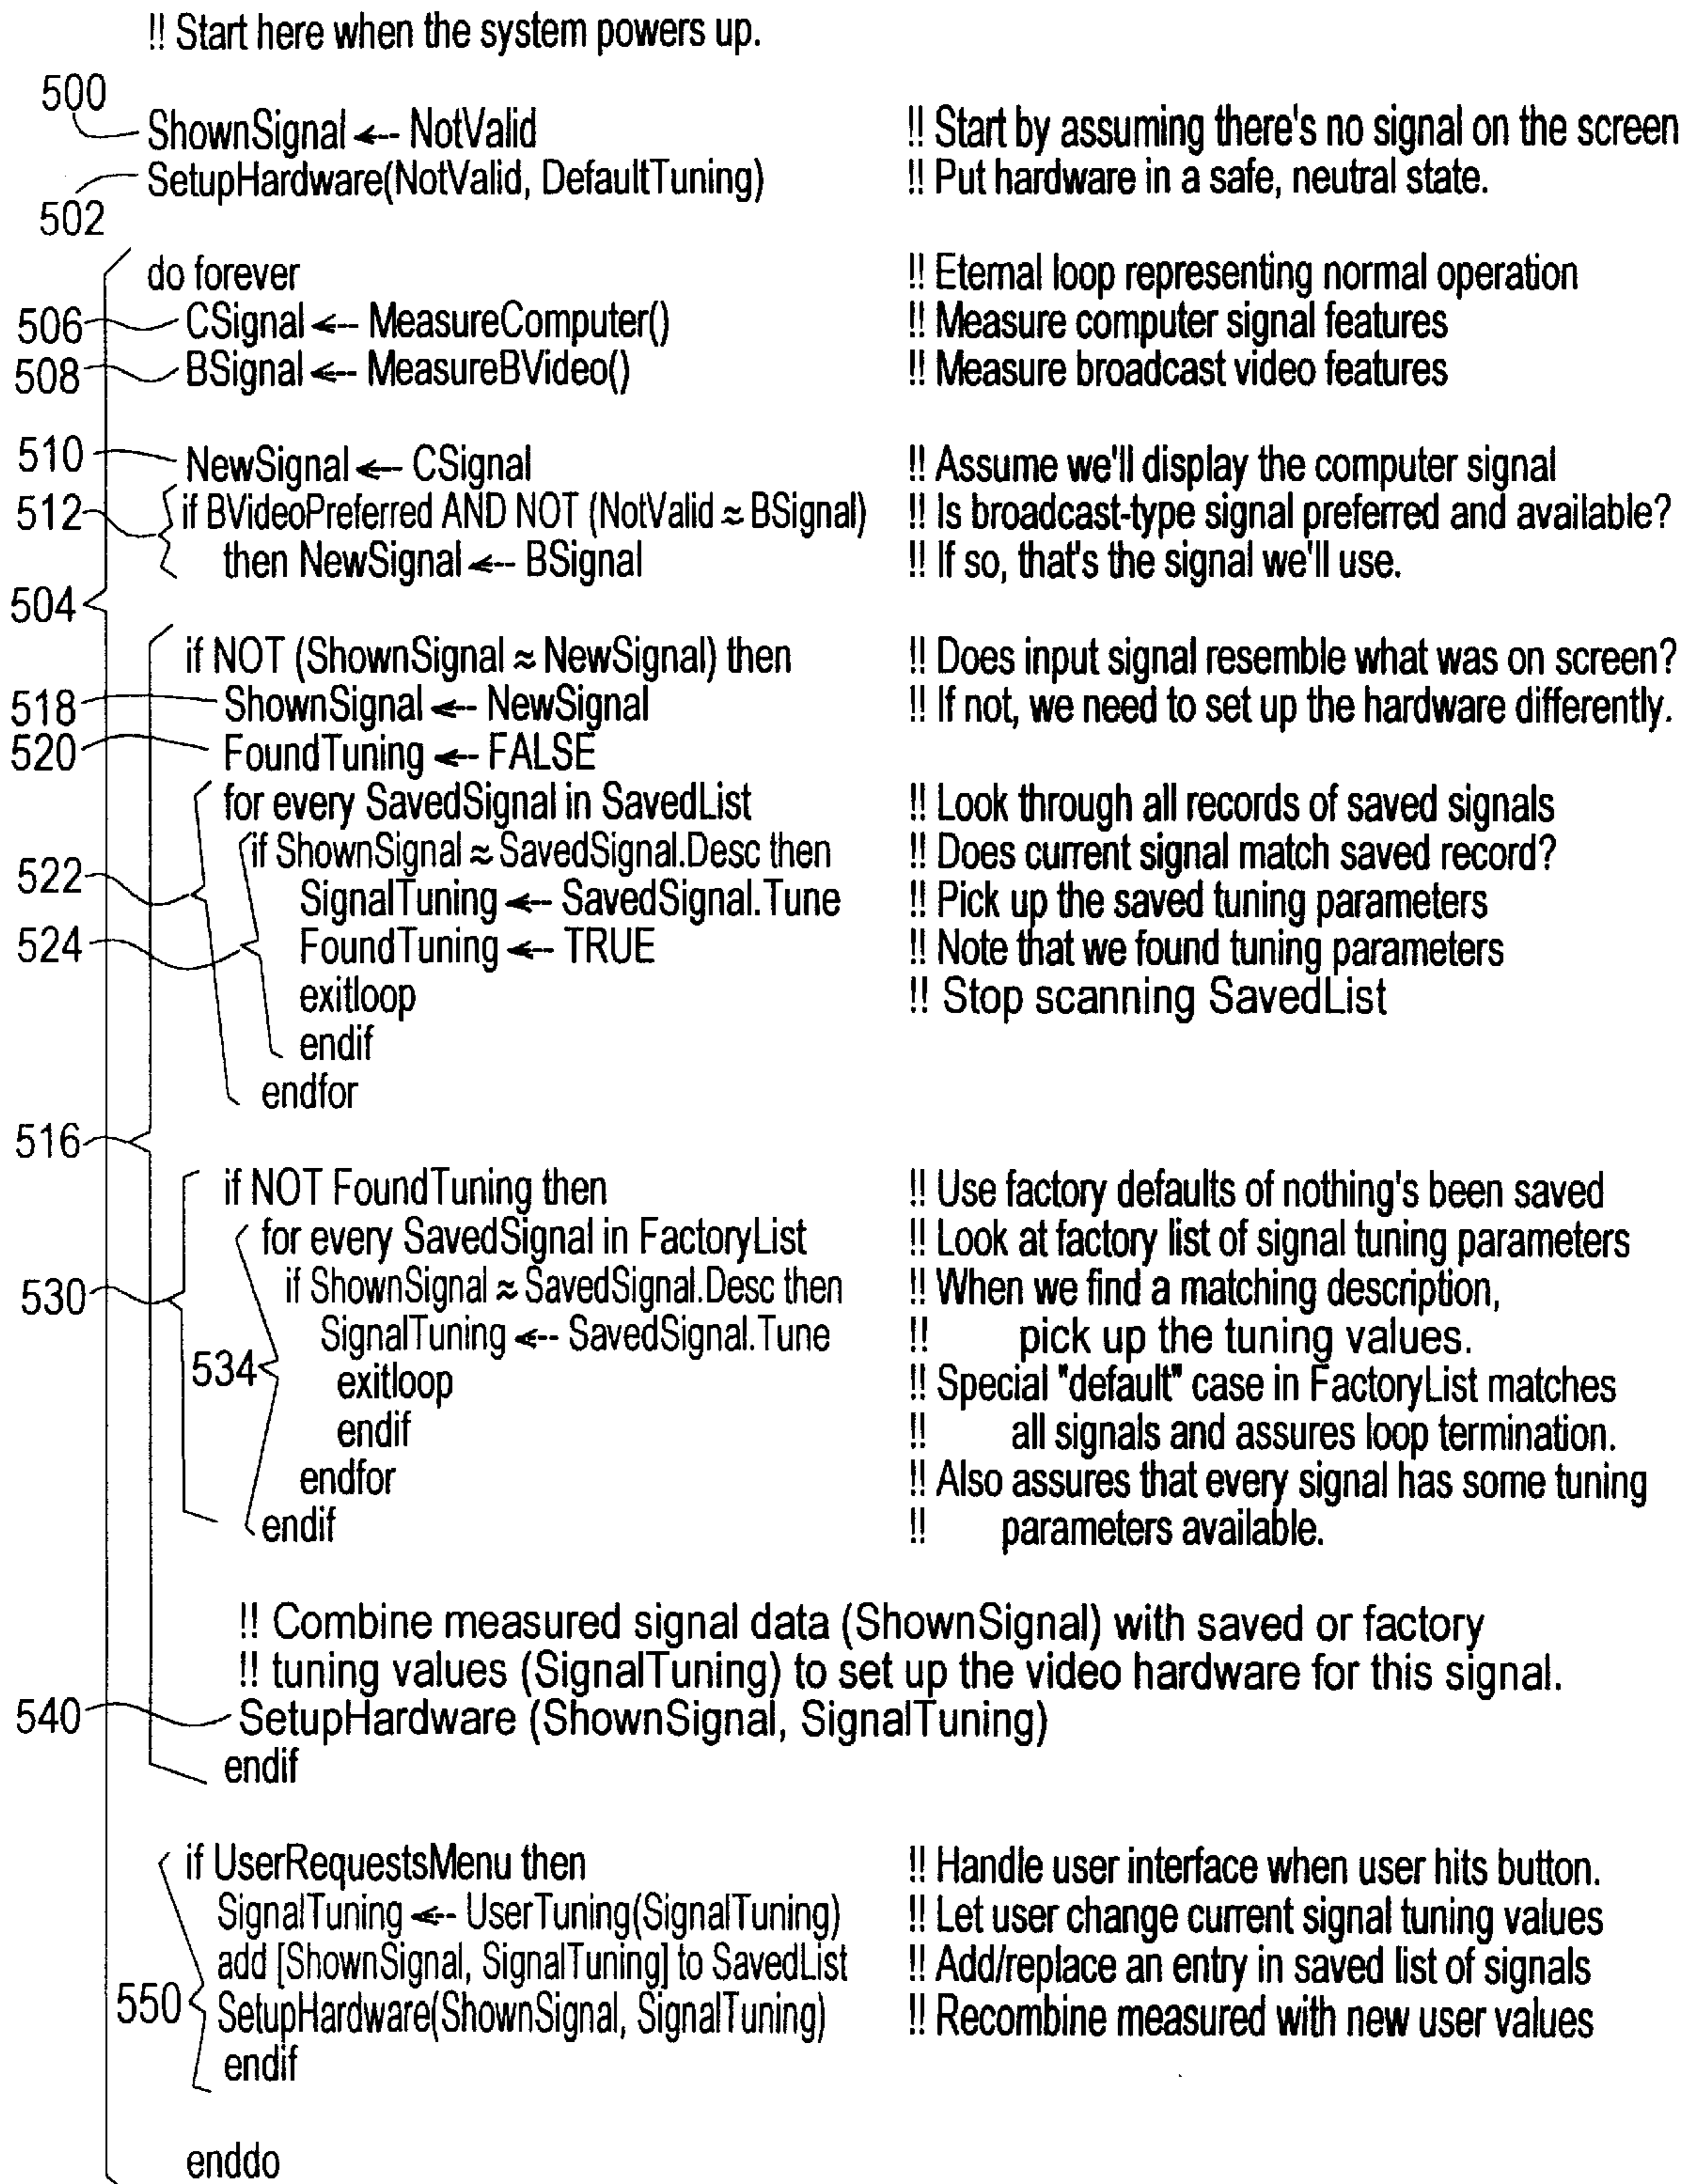 !! Start here when the system powers up.
500
ShownSignal <-- NotValid !! Start by assuming there's no signal on the screen
SetupHardware(NotValid, DefaultTuning) !! Put hardware in a safe, neutral state.
502
do forever !! Eternal loop representing normal operation
506 CSignal <-- MeasureComputer() !! Measure computer signal features
508 BSignal <-- MeasureBVideo() !! Measure broadcast video features
510 NewSignal <-- CSignal !! Assume we'll display the computer signal
512 if BVideoPreferred AND NOT (NotValid ≈ BSignal) !! Is broadcast-type signal preferred and available?
then NewSignal <-- BSignal !! If so, that's the signal we'll use.
504
if NOT (ShownSignal ≈ NewSignal) then !! Does input signal resemble what was on screen?
518 ShownSignal <-- NewSignal !! If not, we need to set up the hardware differently.
520 FoundTuning <-- FALSE
for every SavedSignal in SavedList !! Look through all records of saved signals
if ShownSignal ≈ SavedSignal.Desc then !! Does current signal match saved record?
522 SignalTuning <-- SavedSignal.Tune !! Pick up the saved tuning parameters
524 FoundTuning <-- TRUE !! Note that we found tuning parameters
exitloop !! Stop scanning SavedList
endif
endfor
516
if NOT FoundTuning then !! Use factory defaults of nothing's been saved
for every SavedSignal in FactoryList !! Look at factory list of signal tuning parameters
530 if ShownSignal ≈ SavedSignal.Desc then !! When we find a matching description,
SignalTuning <-- SavedSignal.Tune !! pick up the tuning values.
534 exitloop !! Special "default" case in FactoryList matches
endif !! all signals and assures loop termination.
endfor !! Also assures that every signal has some tuning
endif !! parameters available.
!! Combine measured signal data (ShownSignal) with saved or factory
!! tuning values (SignalTuning) to set up the video hardware for this signal.
540 SetupHardware (ShownSignal, SignalTuning)
endif
if UserRequestsMenu then !! Handle user interface when user hits button.
SignalTuning <-- UserTuning(SignalTuning) !! Let user change current signal tuning values
add [ShownSignal, SignalTuning] to SavedList !! Add/replace an entry in saved list of signals
550 SetupHardware(ShownSignal, SignalTuning) !! Recombine measured with new user values
endif
enddo